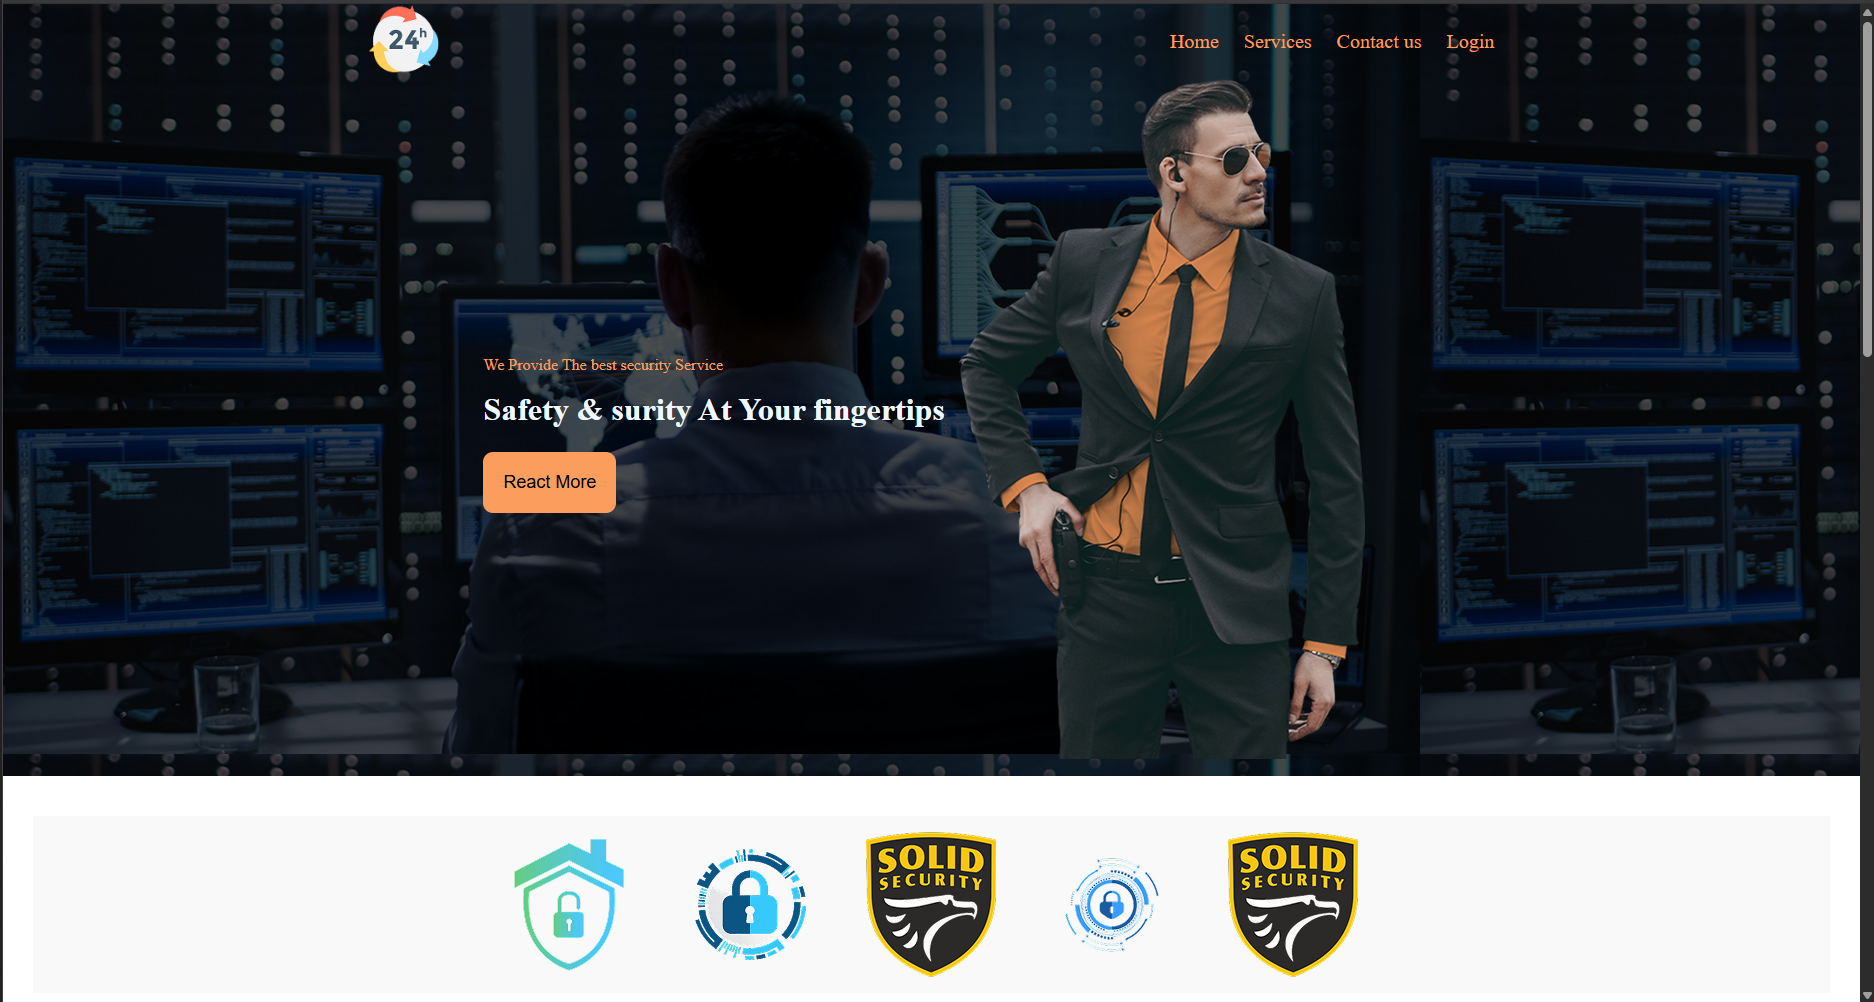 24h
Home Services Contact us Login
We Provide The best security Service
Safety & surity At Your fingertips
React More
SOLID
SECURITY
SOLID
SECURITY